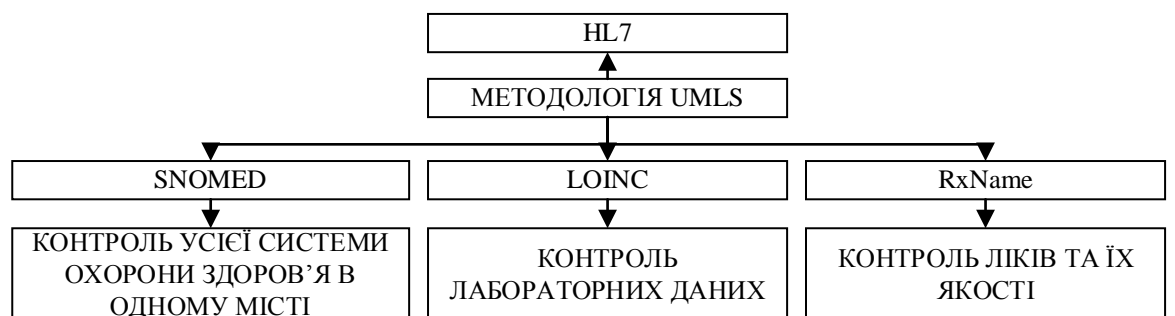 HL7
МЕТОДОЛОГІЯ UMLS
SNOMED
LOINC
RxName
КОНТРОЛЬ УСІЄЇ СИСТЕМИ
ОХОРОНИ ЗДОРОВ’Я В
ОДНОМУ МІСТІ
КОНТРОЛЬ
ЛАБОРАТОРНИХ ДАНИХ
КОНТРОЛЬ ЛІКІВ ТА ЇХ
ЯКОСТІ